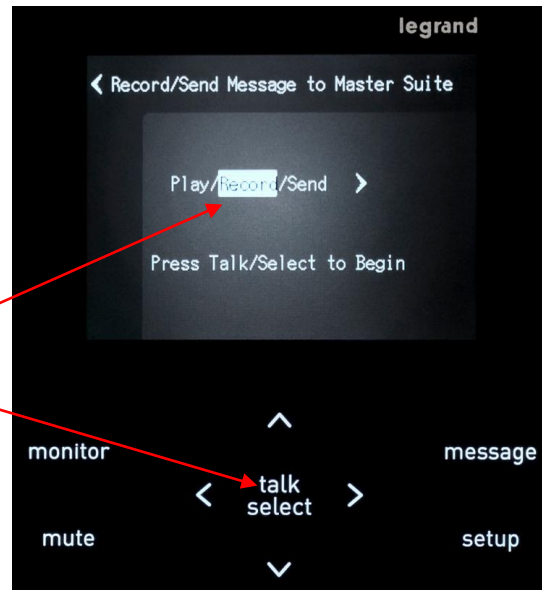 legrand
Record/Send Message to Master Suite
Play/Record/Send
Press Talk/Select to Begin
monitor
message
talk
select
mute
setup